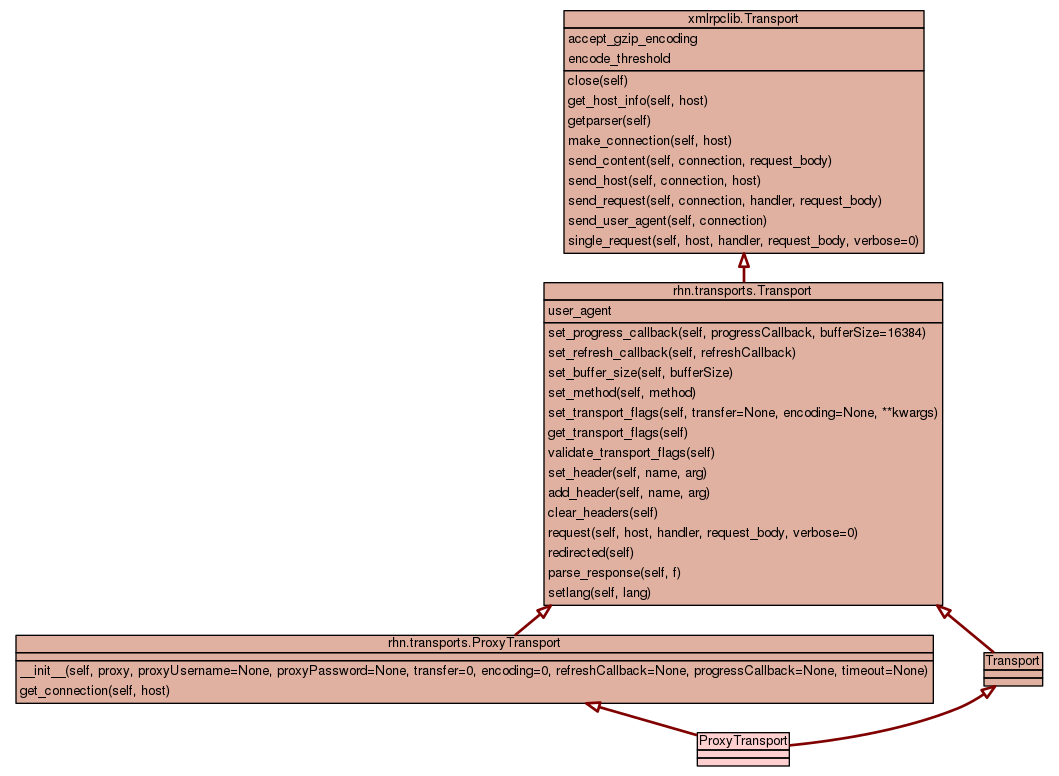 xmlrpclib.Transport
accept_gzip_encoding
encode_threshold
close(self)
get_host_info(self, host)
getparser(self)
make_connection(self, host)
send_content(self, connection, request_body)
send_host(self, connection, host)
send_request(self, connection, handler, request_body)
send_user_agent(self, connection)
single_request(self, host, handler, request_body, verbose=0)
rhn.transports.Transport
user_agent
set_progress_callback(self, progressCallback, bufferSize=16384)
set_refresh_callback(self, refreshCallback)
set_buffer_size(self, bufferSize)
set_method(self, method)
set_transport_flags(self, transfer=None, encoding=None, **kwargs)
get_transport_flags(self)
validate_transport_flags(self)
set_header(self, name, arg)
add_header(self, name, arg)
clear_headers(self)
request(self, host, handler, request_body, verbose=0)
redirected(self)
parse_response(self, f)
setlang(self, lang)
rhn.transports.ProxyTransport
__init__(self, proxy, proxyUsername=None, proxyPassword=None, transfer=0, encoding=0, refreshCallback=None, progressCallback=None, timeout=None)
get_connection(self, host)
Transport
ProxyTransport